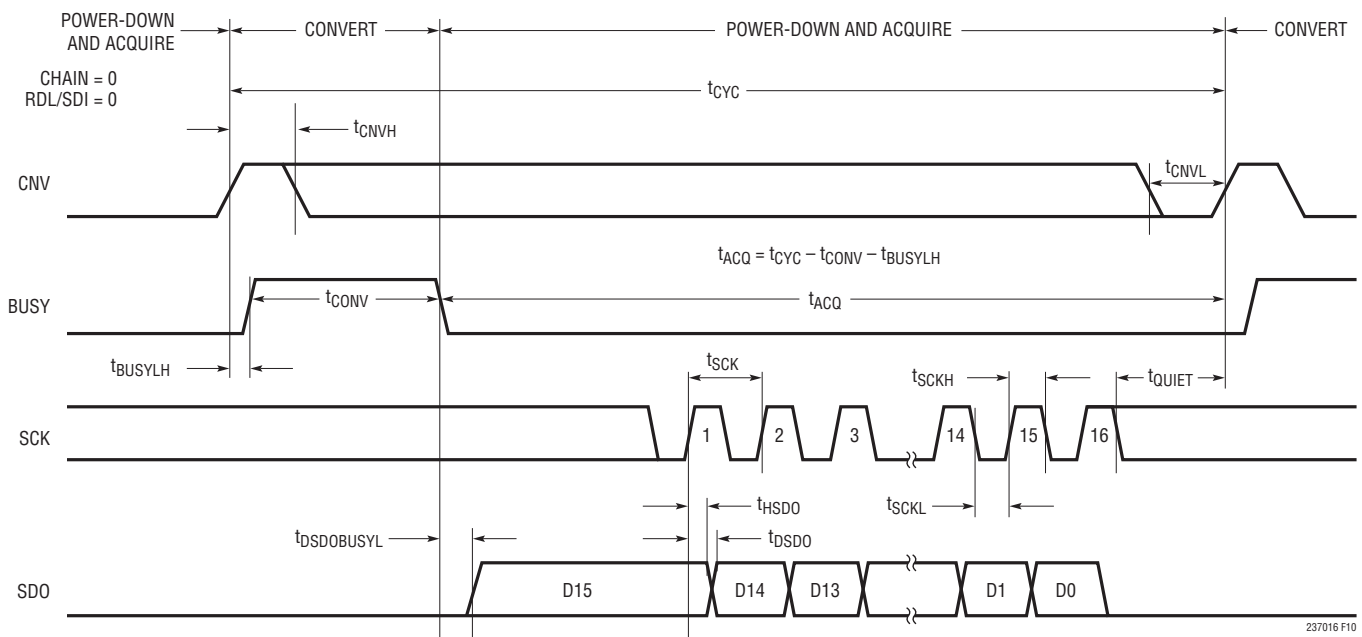 POWER-DOWN
AND ACQUIRE
CONVERT
POWER-DOWN AND ACQUIRE
CONVERT
CHAIN = 0
RDL/SDI = 0
tCYC
tCNVH
CNV
tCNVL
tACQ = tCYC – tCONV – tBUSYLH
BUSY
tCONV
tACQ
tBUSYLH
tSCK
tSCKH
tQUIET
SCK
1
2
3
14
15
16
tHSDO
tSCKL
tDSDOBUSYL
tDSDO
SDO
D15
D14
D13
D1
D0
237016 F10